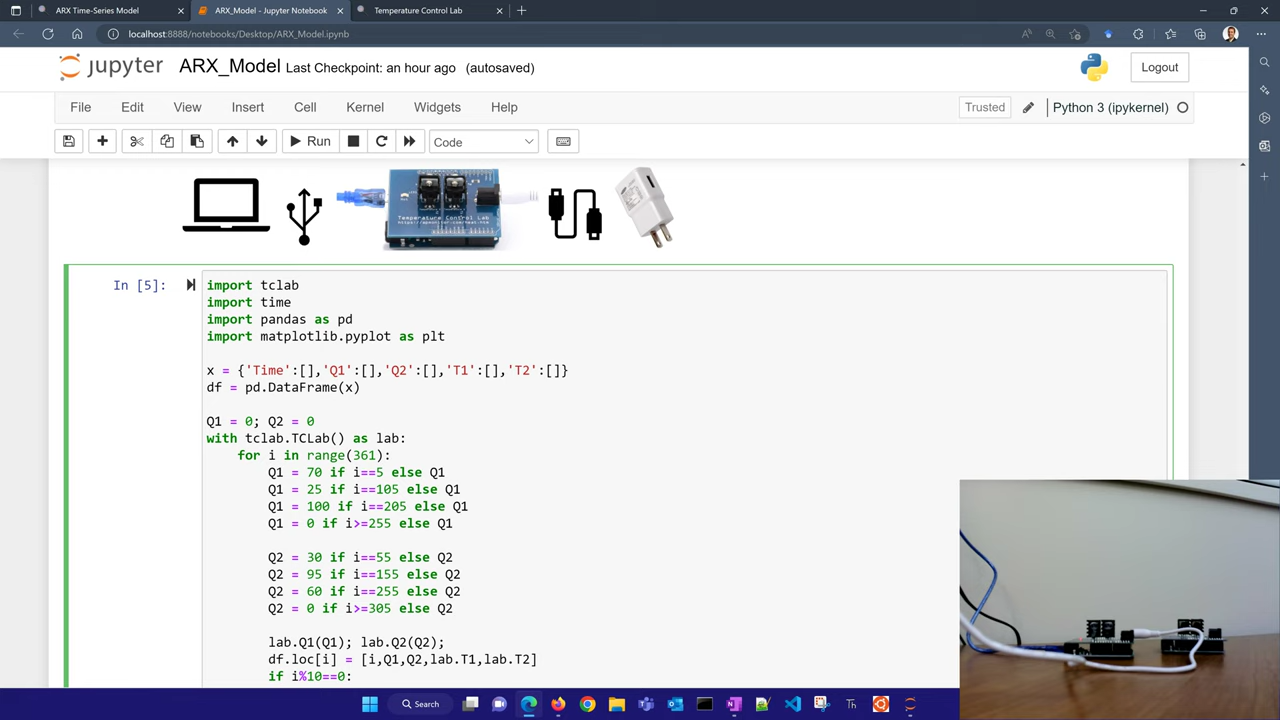 ARX Time-Series Model
ARX_Model - Jupyter Notebook
Temperature Control Lab
localhost:8888/notebooks/Desktop/ARX_Model.ipynb
jupyter ARX_Model Last Checkpoint: an hour ago (autosaved)
Logout
File Edit View Insert Cell Kernel Widgets Help
Trusted
Python 3 (ipykernel)
Run
Code
Temperature Control Lab
In [5]:
import tclab
import time
import pandas as pd
import matplotlib.pyplot as plt
x = {'Time':[],'Q1':[],'Q2':[],'T1':[],'T2':[]}
df = pd.DataFrame(x)
Q1 = 0; Q2 = 0
with tclab.TCLab() as lab:
for i in range(361):
Q1 = 70 if i==5 else Q1
Q1 = 25 if i==105 else Q1
Q1 = 100 if i==205 else Q1
Q1 = 0 if i>=255 else Q1
Q2 = 30 if i==55 else Q2
Q2 = 95 if i==155 else Q2
Q2 = 60 if i==255 else Q2
Q2 = 0 if i>=305 else Q2
lab.Q1(Q1); lab.Q2(Q2);
df.loc[i] = [i,Q1,Q2,lab.T1,lab.T2]
if i%10==0:
Search